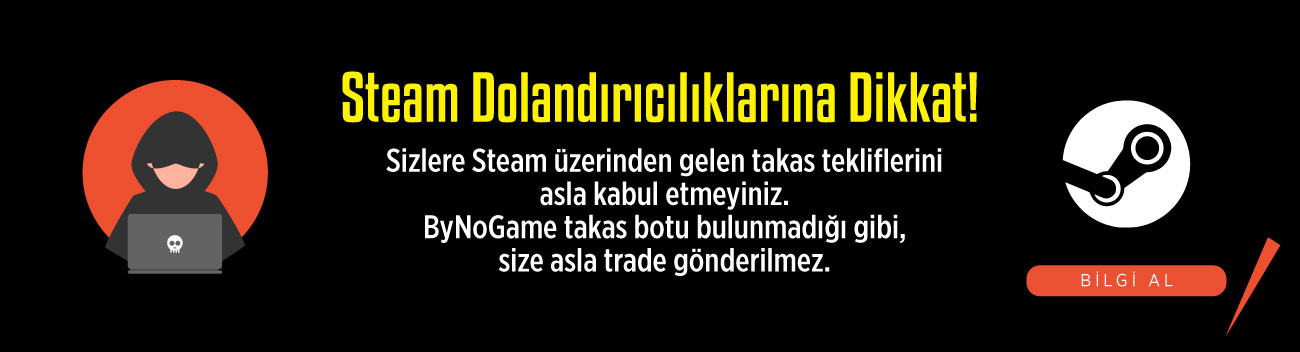 Steam Dolandırıcılıklarına Dikkat!
Sizlere Steam üzerinden gelen takas tekliflerini
asla kabul etmeyiniz.
ByNoGame takas botu bulunmadığı gibi,
size asla trade gönderilmez.
BİLGİ AL